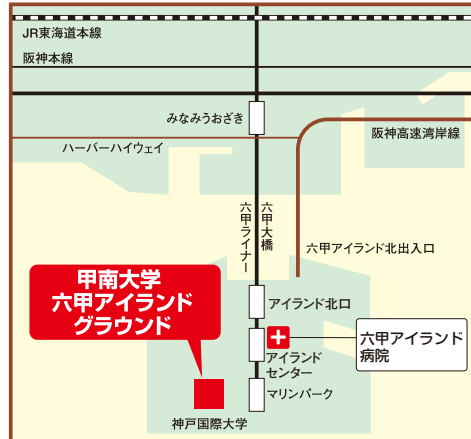 JR東海道本線
阪神本線
みなみうおざき
阪神高速湾岸線
ハーバーハイウェイ
六甲ライナー
六甲大橋
六甲アイランド北出入口
甲南大学
六甲アイランド
グラウンド
アイランド北口
六甲アイランド
病院
アイランド
センター
マリンパーク
神戸国際大学